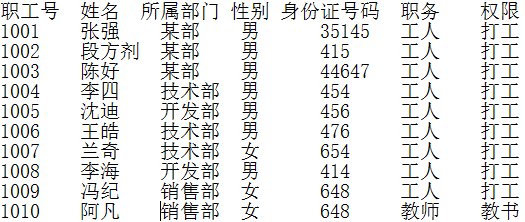 职工号 姓名 所属部门 性别 身份证号码 职务 权限
1001 张强 某部 男 35145 工人 打工
1002 段方剂 某部 男 415 工人 打工
1003 陈好 某部 男 44647 工人 打工
1004 李四 技术部 男 454 工人 打工
1005 沈迪 开发部 男 456 工人 打工
1006 王皓 技术部 男 476 工人 打工
1007 兰奇 技术部 女 654 工人 打工
1008 李海 开发部 男 414 工人 打工
1009 冯纪 销售部 女 648 工人 打工
1010 阿凡 销售部 女 648 教师 教书